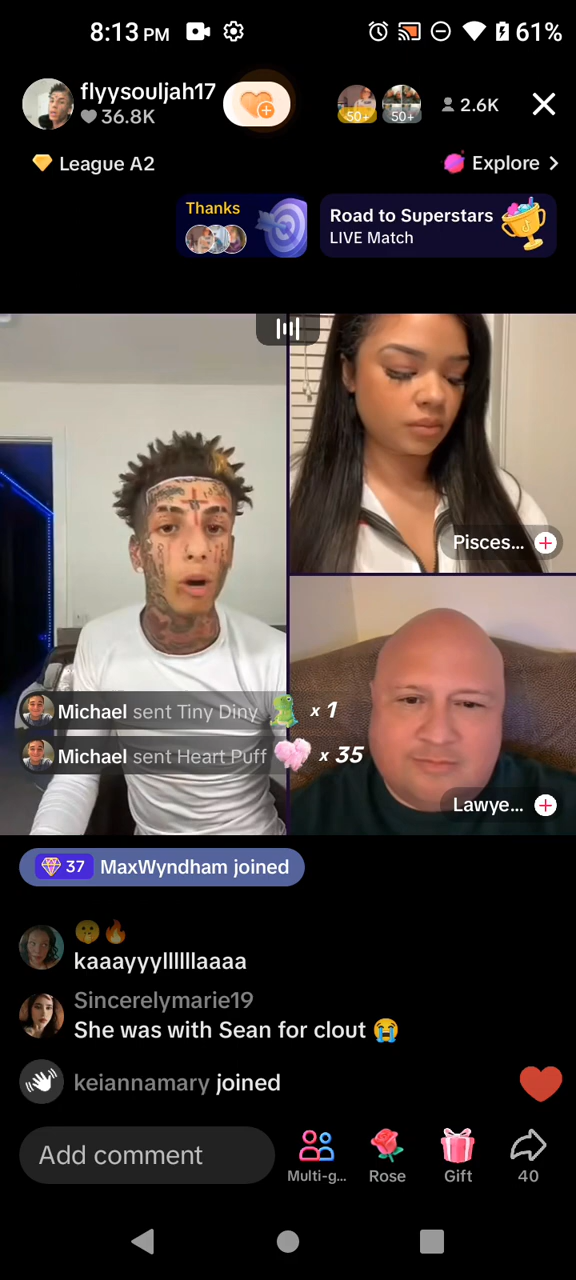 8:13 PM
61%
flyysouljah17
36.8K
50+
50+
2.6K
League A2
Explore >
Thanks
Road to Superstars
LIVE Match
Pisces...
Michael sent Tiny Diny x 1
Michael sent Heart Puff x 35
Lawye...
37 MaxWyndham joined
🤫🔥
kaaayyyllllllaaaa
Sincerelymarie19
She was with Sean for clout 😭
keiannamary joined
Add comment
Multi-g...
Rose
Gift
40